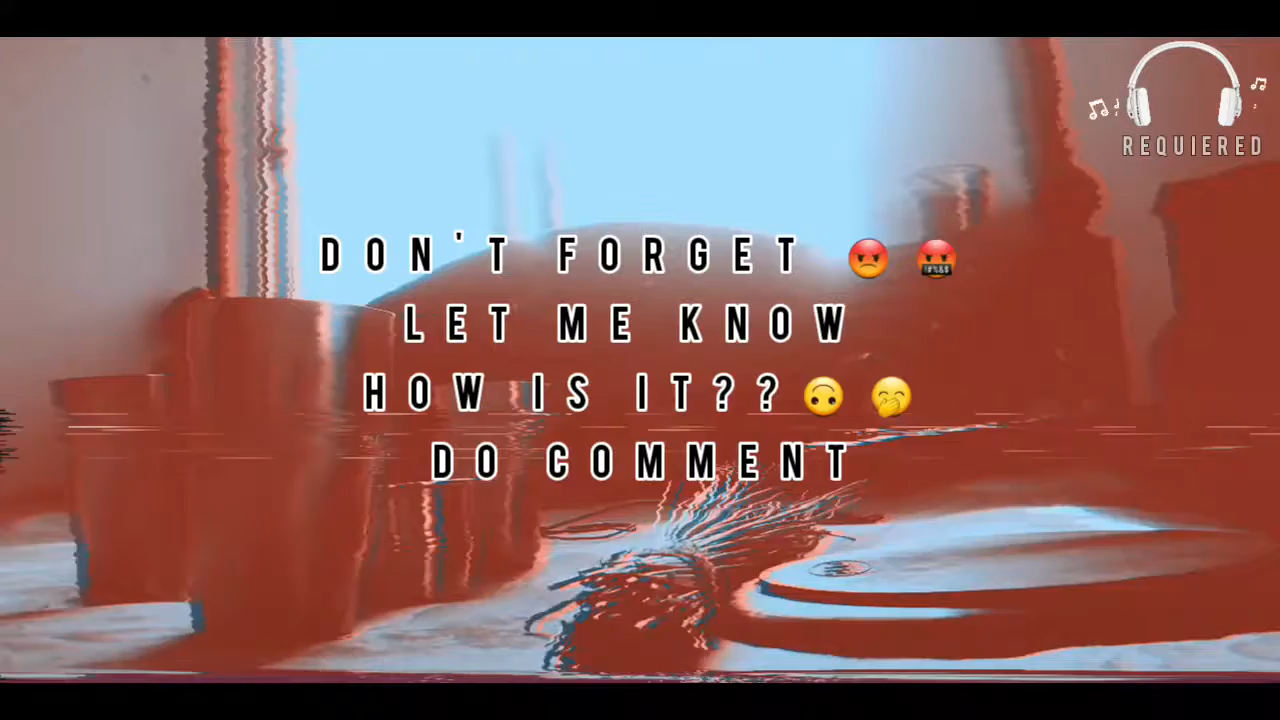 REQUIERED
DON'T FORGET 😡 🤬
LET ME KNOW
HOW IS IT?? 🙃 🤭
DO COMMENT